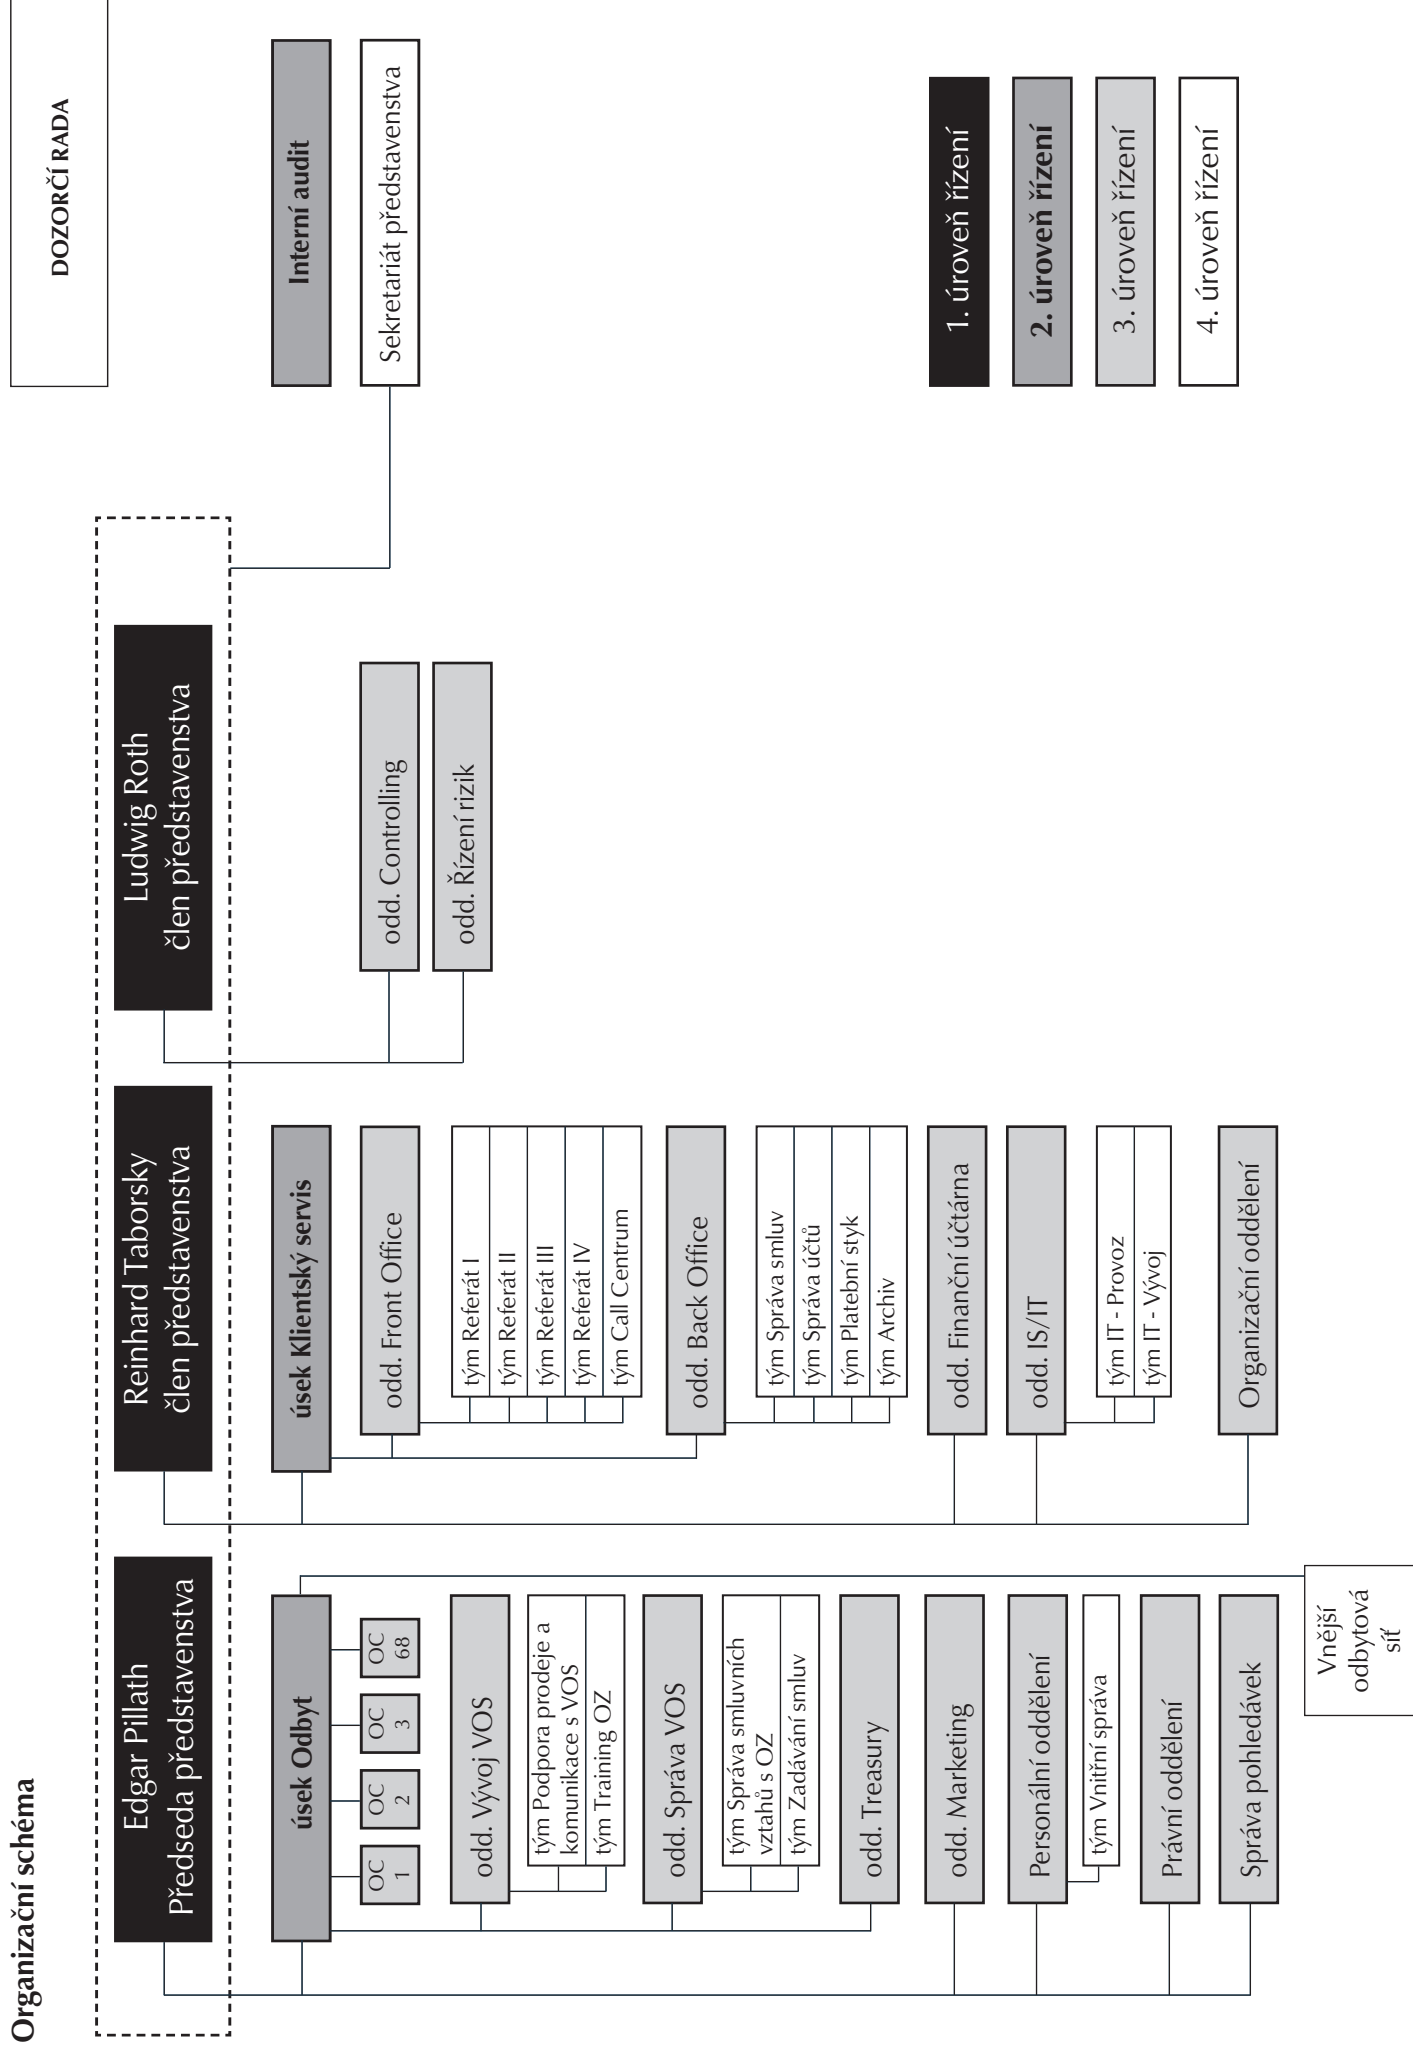 Organizační schéma
DOZORČÍ RADA
Edgar Pillath
Předseda představenstva
Reinhard Taborsky
člen představenstva
Ludwig Roth
člen představenstva
úsek Odbyt
OC
1
OC
2
OC
3
OC
68
odd. Vývoj VOS
tým Podpora prodeje a
komunikace s VOS
tým Training OZ
odd. Správa VOS
tým Správa smluvních
vztahů s OZ
tým Zadávání smluv
odd. Treasury
odd. Marketing
Personální oddělení
tým Vnitřní správa
Právní oddělení
Správa pohledávek
Vnější
odbytová
síť
úsek Klientský servis
odd. Front Office
tým Referát I
tým Referát II
tým Referát III
tým Referát IV
tým Call Centrum
odd. Back Office
tým Správa smluv
tým Správa účtů
tým Platební styk
tým Archiv
odd. Finanční účtárna
odd. IS/IT
tým IT - Provoz
tým IT - Vývoj
Organizační oddělení
odd. Controlling
odd. Řízení rizik
Interní audit
Sekretariát představenstva
1. úroveň řízení
2. úroveň řízení
3. úroveň řízení
4. úroveň řízení